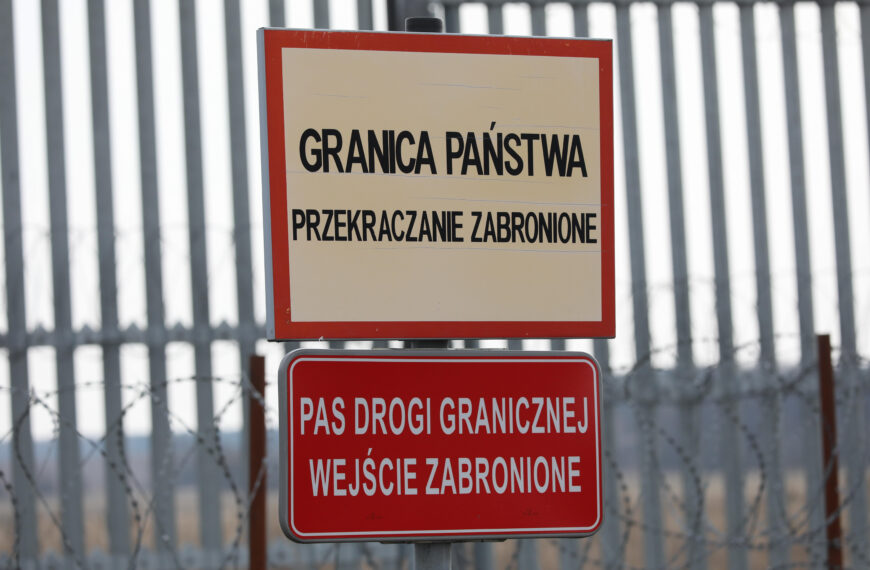 GRANICA PAŃSTWA
PRZEKRACZANIE ZABRONIONE
PAS DROGI GRANICZNEJ
WEJŚCIE ZABRONIONE